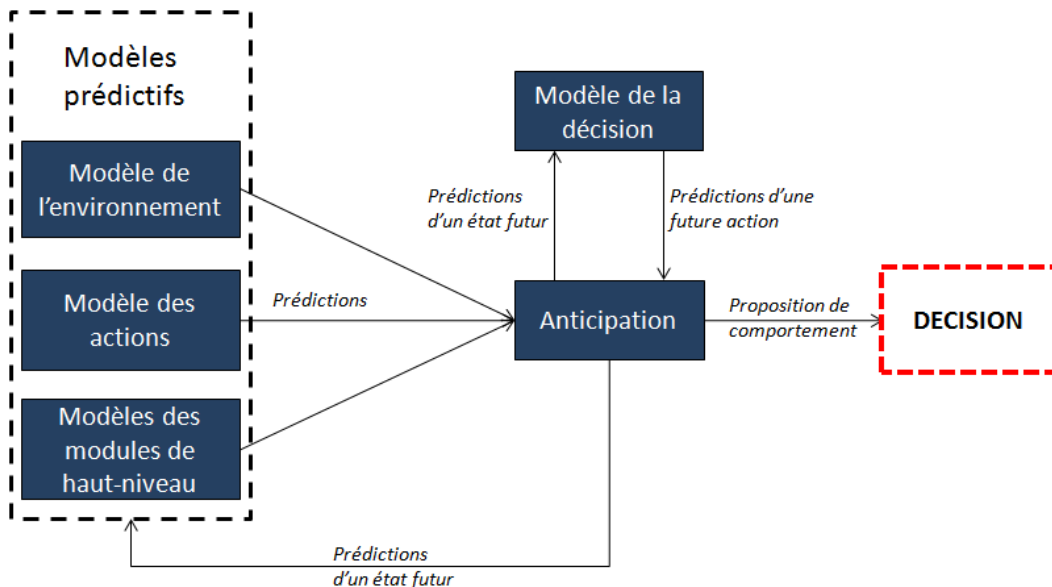 Modèles
prédictifs
Modèle de
l'environnement
Modèle des
actions
Modèles des
modules de
haut-niveau
Prédictions
Modèle de la
décision
Prédictions
d'un état futur
Prédictions d'une
future action
Anticipation
Proposition de
comportement
DECISION
Prédictions
d'un état futur